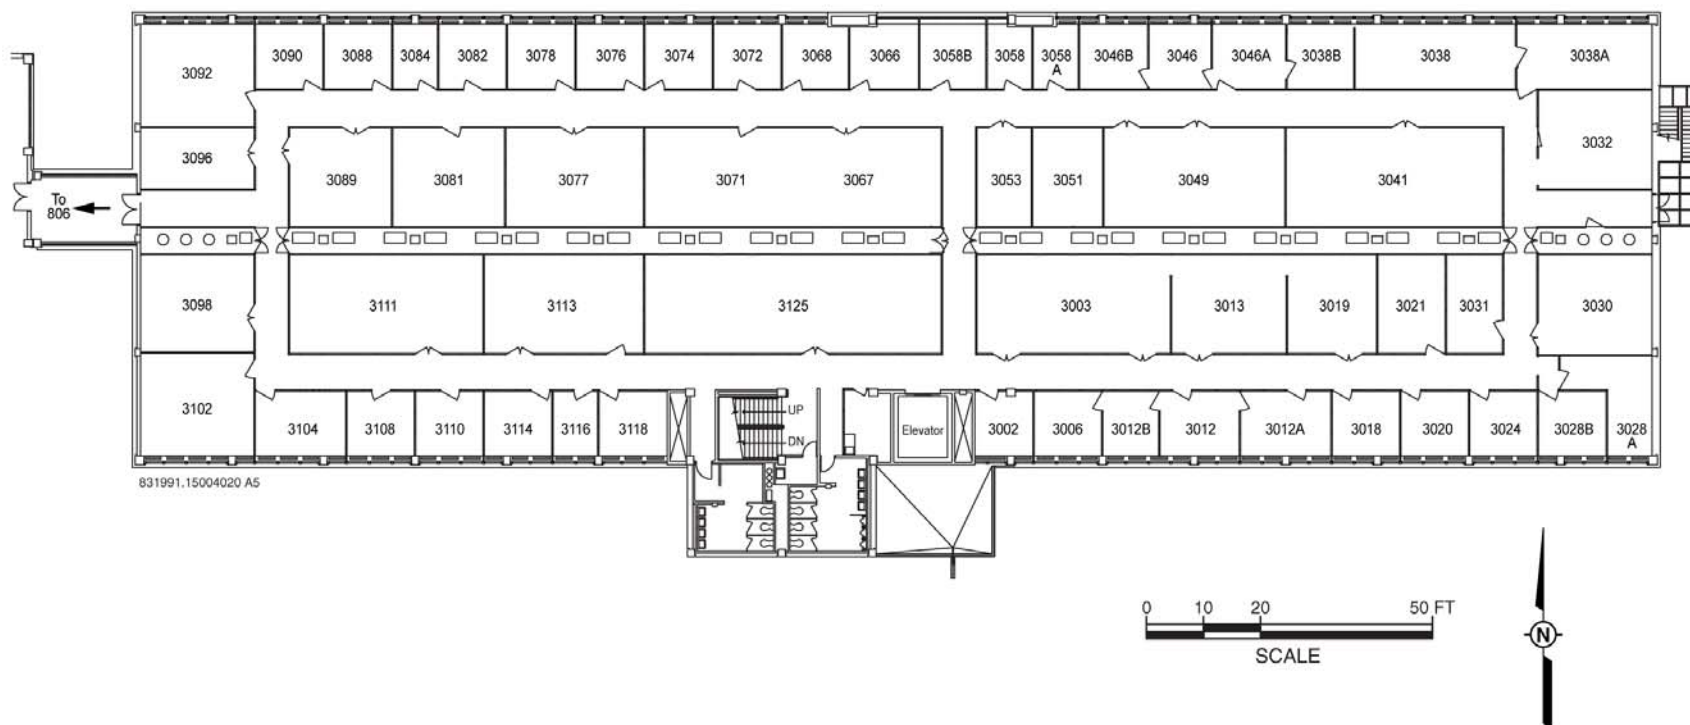 3090 3088 3084 3082 3078 3076 3074 3072 3068 3066 3058B 3058 3058 A 3046B 3046 3046A 3038B 3038 3038A
3092
3032
3096
3089 3081 3077 3071 3067 3053 3051 3049 3041
To
806
3098 3111 3113 3125 3003 3013 3019 3021 3031 3030
3102
UP
3104 3108 3110 3114 3116 3118 Elevator 3002 3006 3012B 3012 3012A 3018 3020 3024 3028B 3028 A
DN
831991.15004020 A5
0 10 20 50 FT
SCALE
N